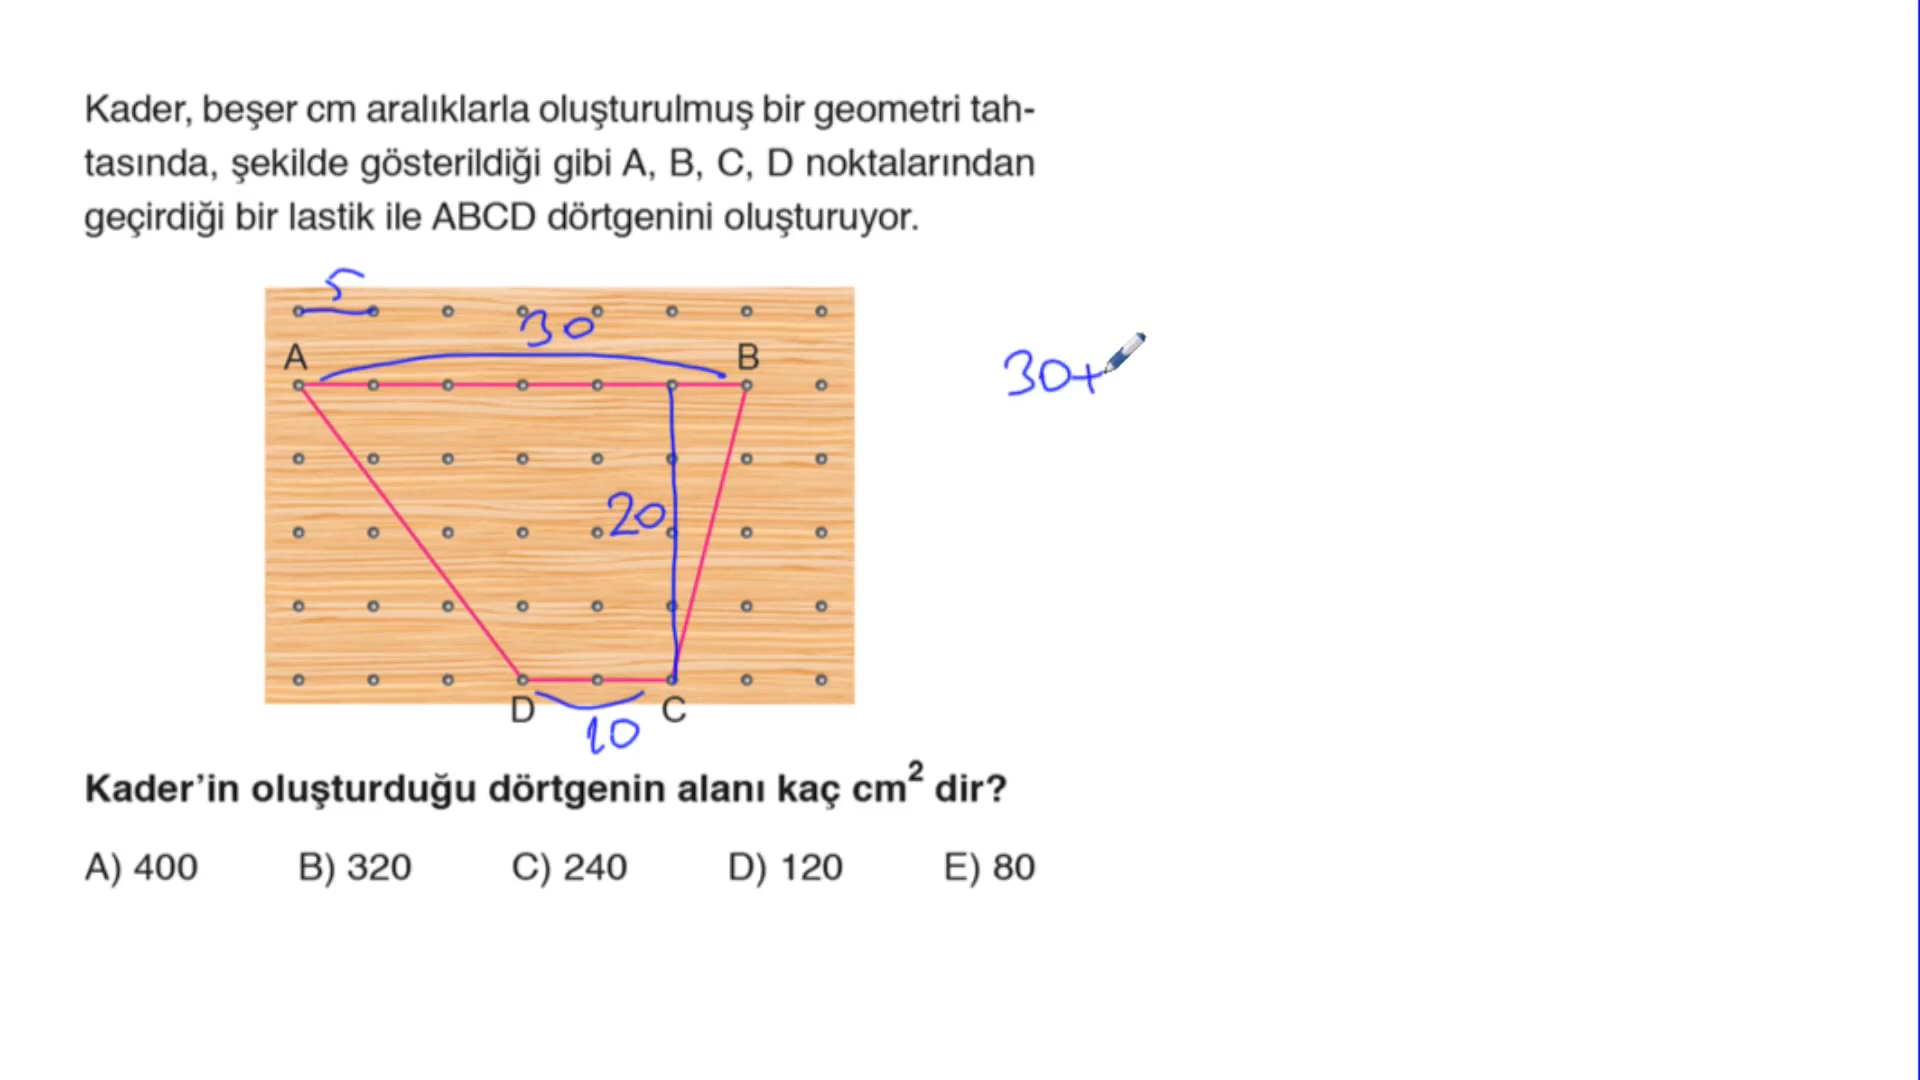 Kader, beşer cm aralıklarla oluşturulmuş bir geometri tah-
tasında, şekilde gösterildiği gibi A, B, C, D noktalarından
geçirdiği bir lastik ile ABCD dörtgenini oluşturuyor.
5
30
A
B
30+
20
D
C
10
Kader'in oluşturduğu dörtgenin alanı kaç cm² dir?
A) 400 B) 320 C) 240 D) 120 E) 80